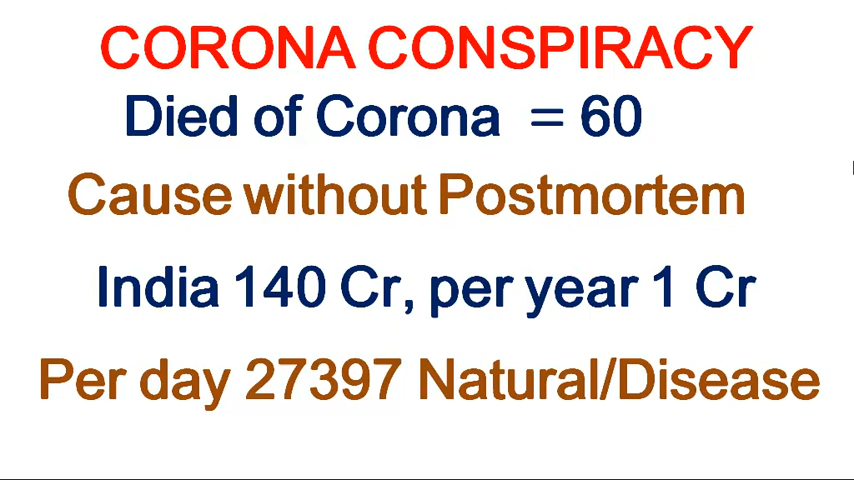 CORONA CONSPIRACY
Died of Corona = 60
Cause without Postmortem
India 140 Cr, per year 1 Cr
Per day 27397 Natural/Disease